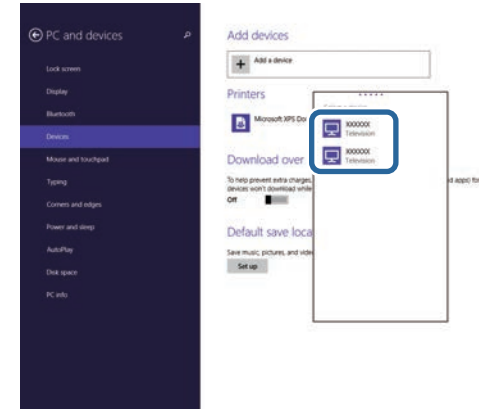 PC and devices
Lock screen
Display
Bluetooth
Devices
Mouse and touchpad
Typing
Corners and edges
Power and sleep
AutoPlay
Disk space
PC info
Add devices
Add a device
Printers
Microsoft XPS Do
XXXXXX
Television
XXXXXX
Television
Download over
To help prevent extra charges,
d apps) for
devices won't download while
Off
Default save loca
Save music, pictures, and vide
Set up